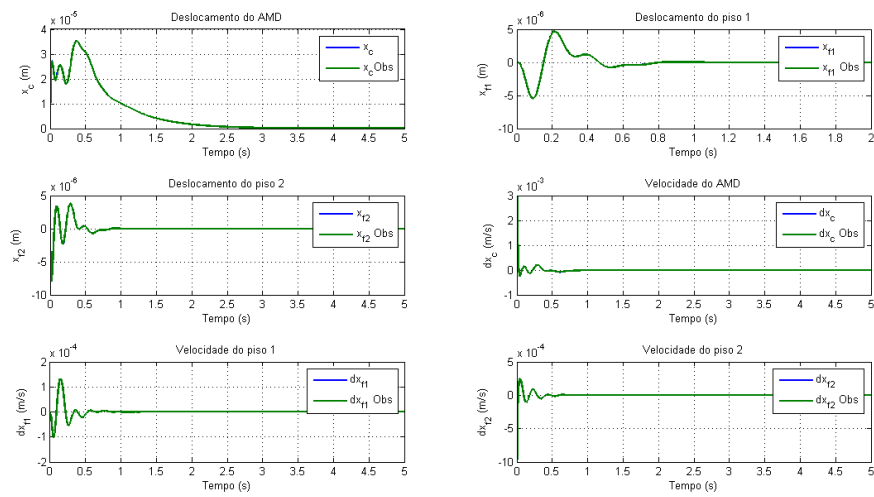 Deslocamento do AMD
x 10^-5
x_c (m)
4
3
2
1
0
0 0.5 1 1.5 2 2.5 3 3.5 4 4.5 5
Tempo (s)
x_c
x_c Obs
Deslocamento do piso 1
x 10^-6
x_f1 (m)
5
0
-5
-10
0 0.2 0.4 0.6 0.8 1 1.2 1.4 1.6 1.8 2
Tempo (s)
x_f1
x_f1 Obs
Deslocamento do piso 2
x 10^-6
x_f2 (m)
5
0
-5
-10
0 0.5 1 1.5 2 2.5 3 3.5 4 4.5 5
Tempo (s)
x_f2
x_f2 Obs
Velocidade do AMD
x 10^-3
dx_c (m/s)
3
2
1
0
-1
0 0.5 1 1.5 2 2.5 3 3.5 4 4.5 5
Tempo (s)
dx_c
dx_c Obs
Velocidade do piso 1
x 10^-4
dx_f1 (m/s)
2
1
0
-1
-2
0 0.5 1 1.5 2 2.5 3 3.5 4 4.5 5
Tempo (s)
dx_f1
dx_f1 Obs
Velocidade do piso 2
x 10^-4
dx_f2 (m/s)
5
0
-5
-10
0 0.5 1 1.5 2 2.5 3 3.5 4 4.5 5
Tempo (s)
dx_f2
dx_f2 Obs